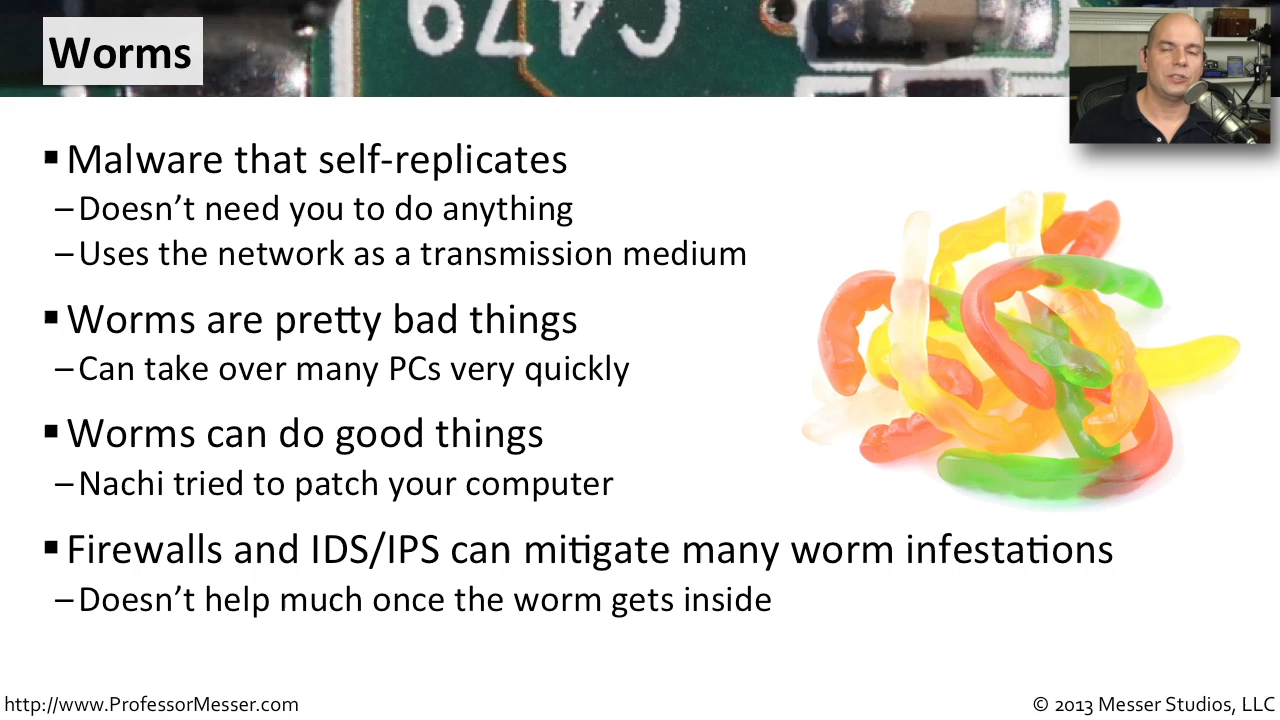 Worms
▪ Malware that self-replicates
– Doesn’t need you to do anything
– Uses the network as a transmission medium
▪ Worms are pretty bad things
– Can take over many PCs very quickly
▪ Worms can do good things
– Nachi tried to patch your computer
▪ Firewalls and IDS/IPS can mitigate many worm infestations
– Doesn’t help much once the worm gets inside
http://www.ProfessorMesser.com
© 2013 Messer Studios, LLC